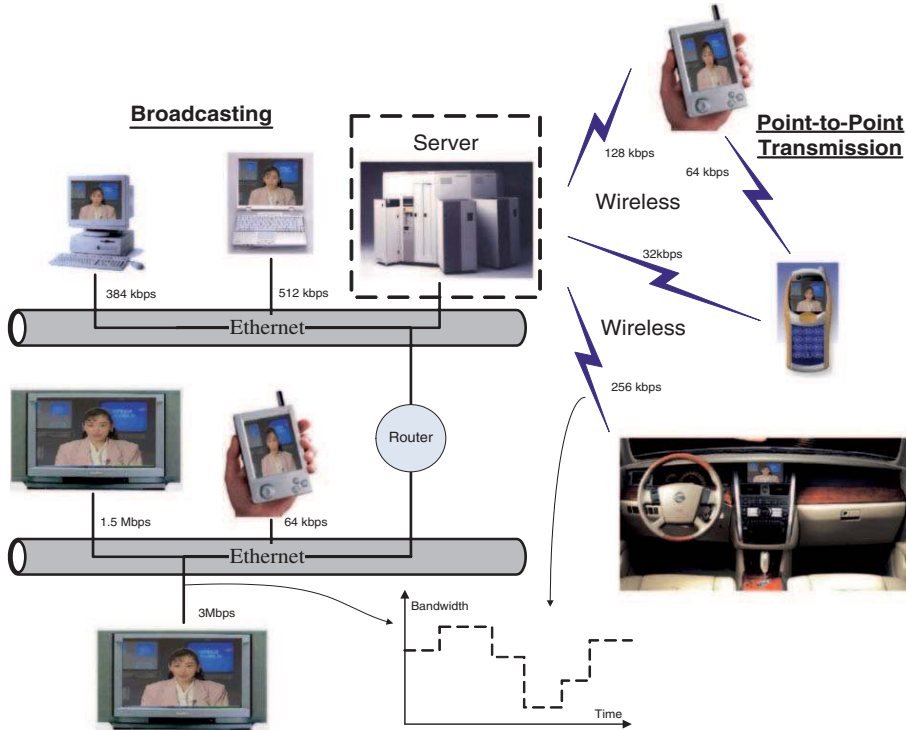 Broadcasting
Server
Point-to-Point
Transmission
128 kbps
64 kbps
Wireless
32kbps
384 kbps
512 kbps
Ethernet
Wireless
256 kbps
Router
1.5 Mbps
64 kbps
Ethernet
3Mbps
Bandwidth
Time